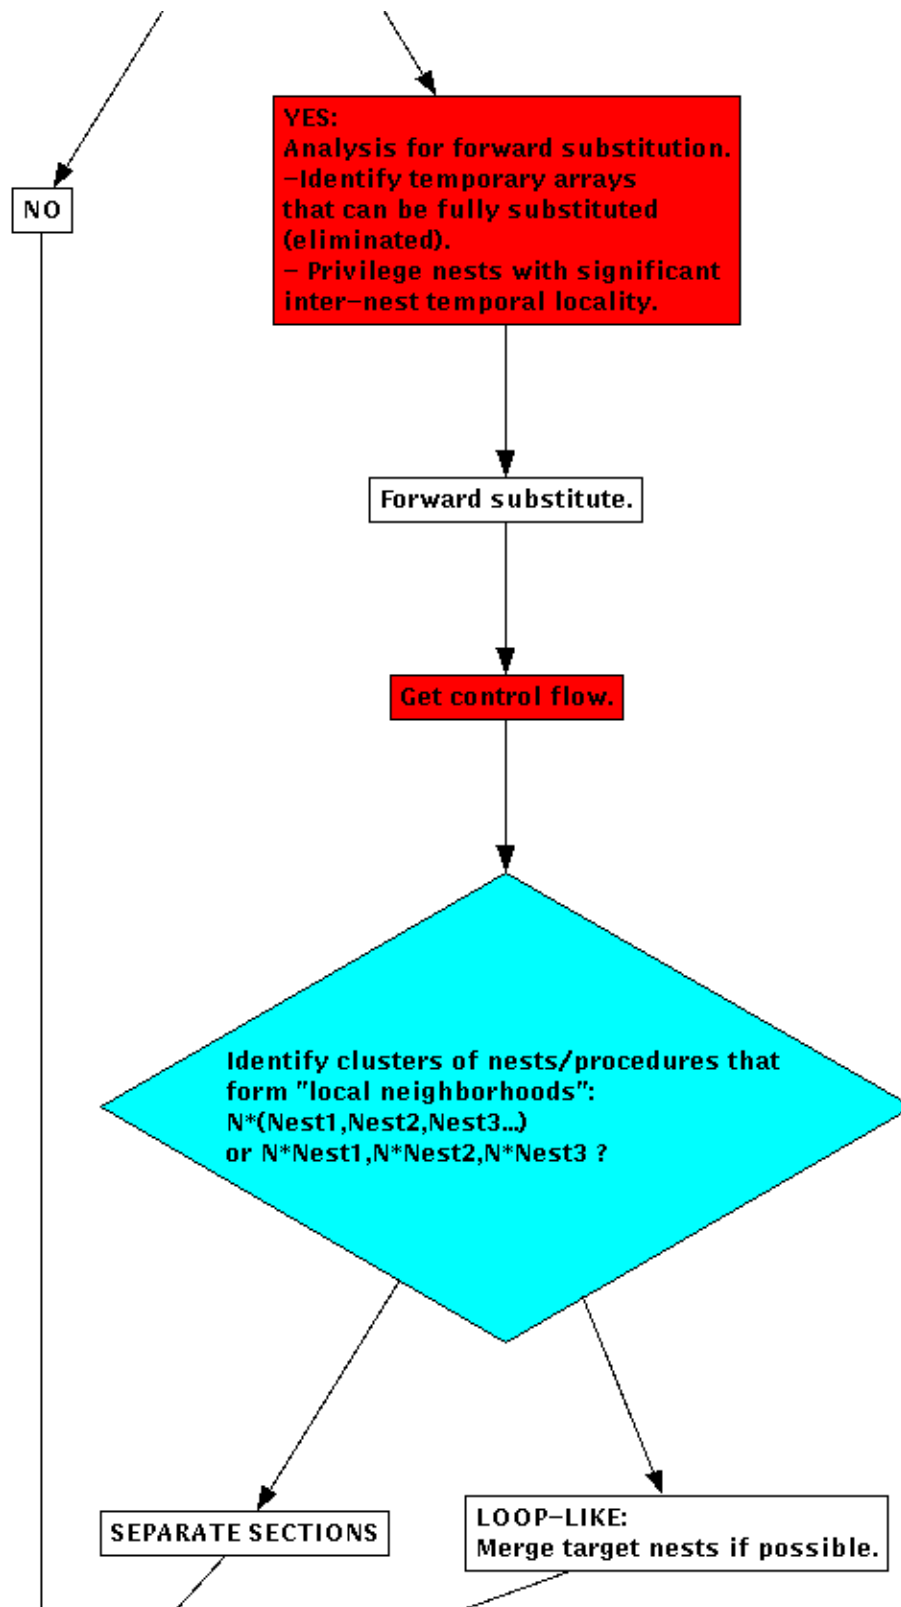 YES:
Analysis for forward substitution.
−Identify temporary arrays
that can be fully substituted
(eliminated).
− Privilege nests with significant
inter−nest temporal locality.
NO
Forward substitute.
Get control flow.
Identify clusters of nests/procedures that
form "local neighborhoods":
N*(Nest1,Nest2,Nest3...)
or N*Nest1,N*Nest2,N*Nest3 ?
SEPARATE SECTIONS
LOOP−LIKE:
Merge target nests if possible.